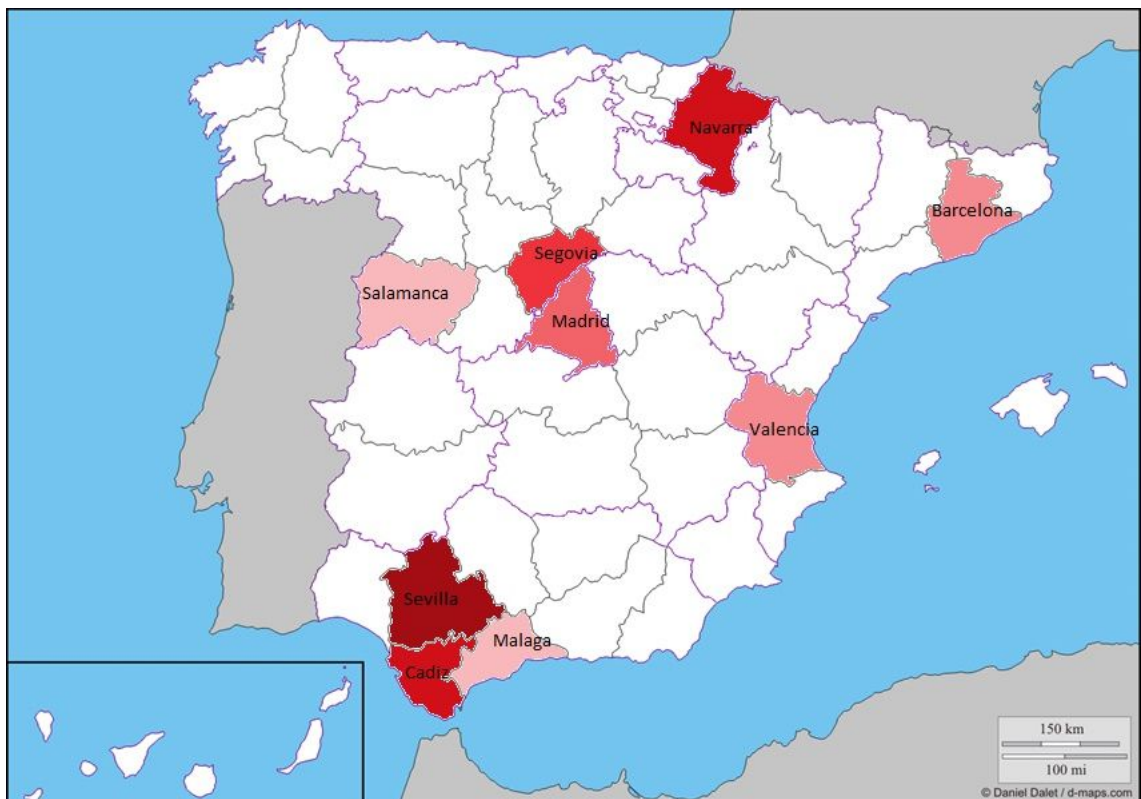 Navarra
Barcelona
Segovia
Salamanca
Madrid
Valencia
Sevilla
Malaga
Cadiz
150 km
100 mi
© Daniel Dalet / d-maps.com